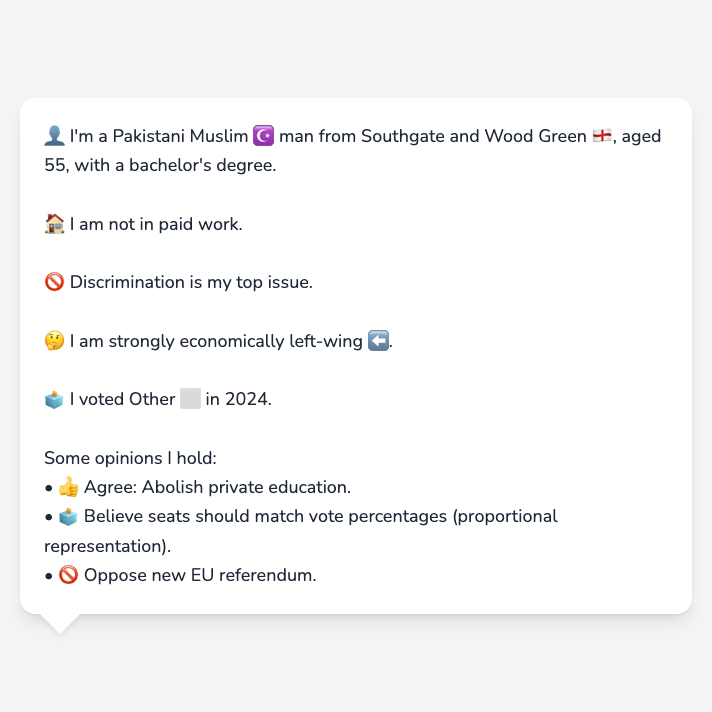 👤 I'm a Pakistani Muslim ☪️ man from Southgate and Wood Green 🏴󠁧󠁢󠁥󠁮󠁧󠁿, aged
55, with a bachelor's degree.
🏠 I am not in paid work.
🚫 Discrimination is my top issue.
🤔 I am strongly economically left-wing ⬅️.
🗳️ I voted Other ⬜ in 2024.
Some opinions I hold:
• 👍 Agree: Abolish private education.
• 🗳️ Believe seats should match vote percentages (proportional
representation).
• 🚫 Oppose new EU referendum.